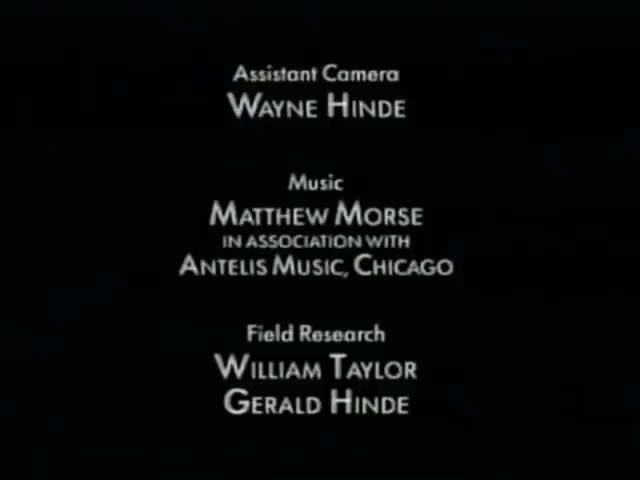 Assistant Camera
WAYNE HINDE
Music
MATTHEW MORSE
IN ASSOCIATION WITH
ANTELIS MUSIC, CHICAGO
Field Research
WILLIAM TAYLOR
GERALD HINDE